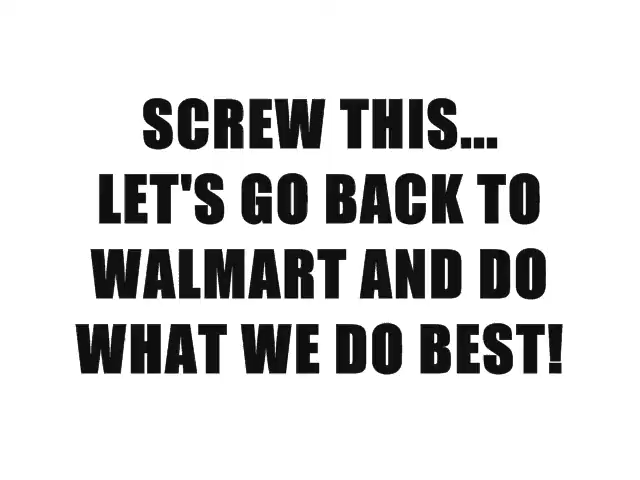 SCREW THIS...
LET'S GO BACK TO
WALMART AND DO
WHAT WE DO BEST!